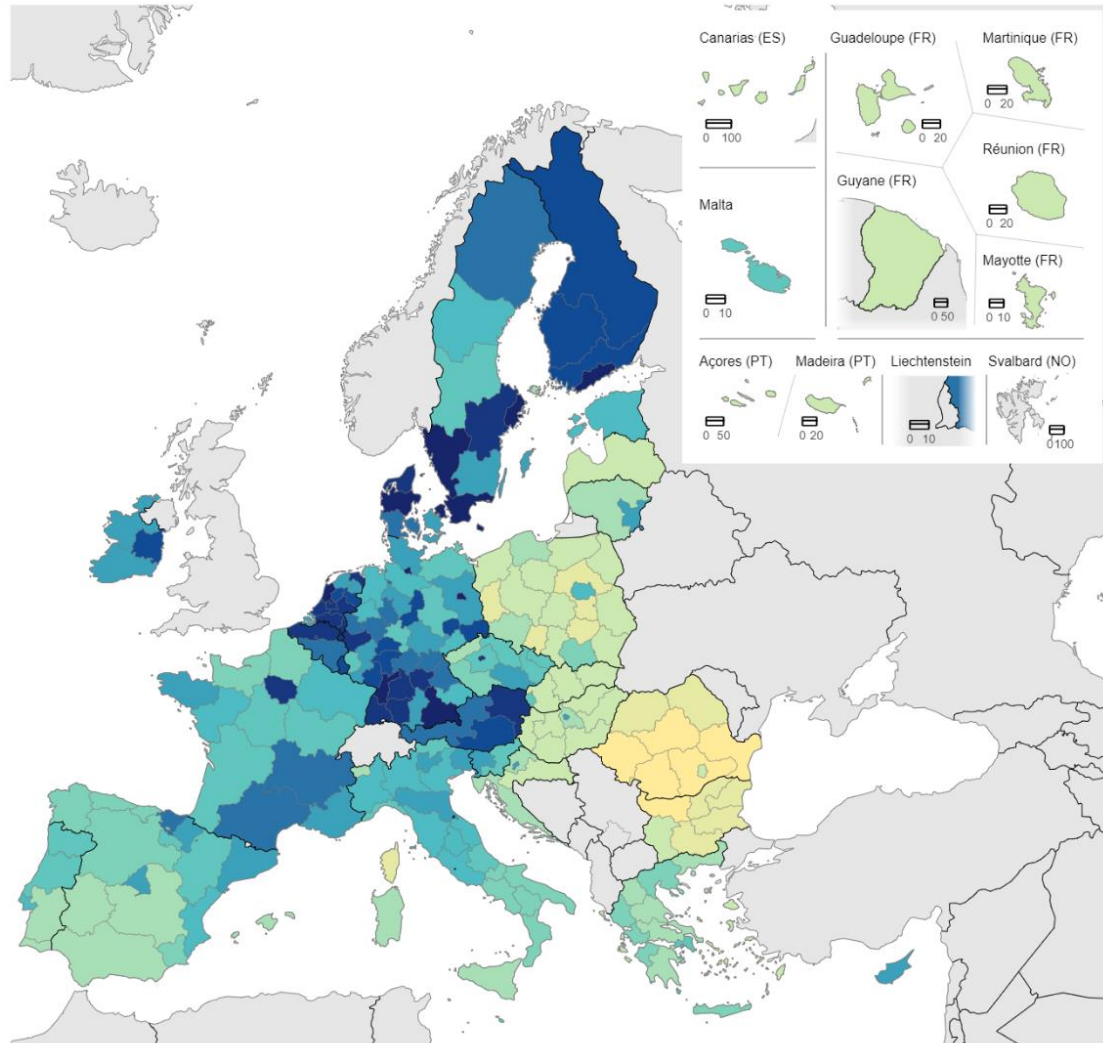 Canarias (ES)
0 100
Guadeloupe (FR)
0 20
Martinique (FR)
0 20
Réunion (FR)
0 20
Malta
0 10
Guyane (FR)
0 50
Mayotte (FR)
0 10
Açores (PT)
0 50
Madeira (PT)
0 20
Liechtenstein
0 10
Svalbard (NO)
0 100